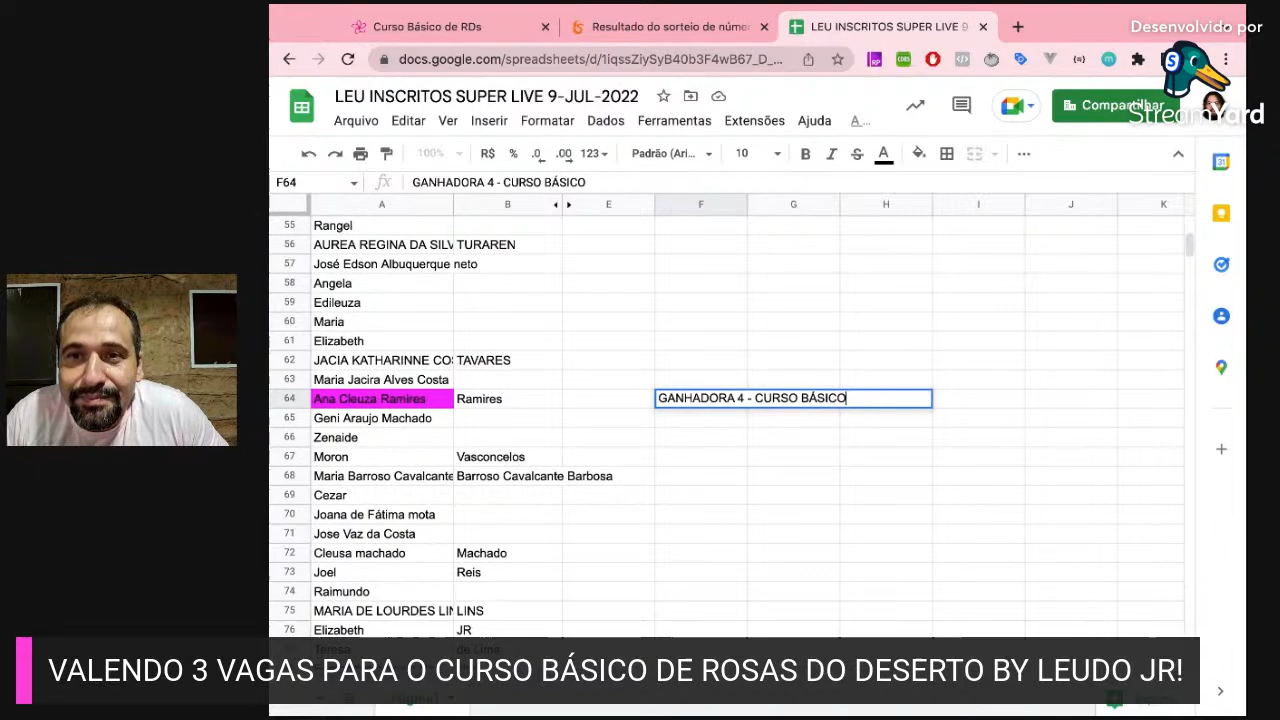 Curso Básico de RDs
Resultado do sorteio de núme
LEU INSCRITOS SUPER LIVE 9
Desenvolvido por
StreamYard
docs.google.com/spreadsheets/d/1iqssZiySyB40b3F4wB67_D_...
LEU INSCRITOS SUPER LIVE 9-JUL-2022
Compartilhar
Arquivo Editar Ver Inserir Formatar Dados Ferramentas Extensões Ajuda A...
100% R$ % .0 .00 123 Padrão (Ari... 10 B I S A
F64 fx GANHADORA 4 - CURSO BÁSICO
A B E F G H I J K
55 Rangel
56 AUREA REGINA DA SILV TURAREN
57 José Edson Albuquerque neto
58 Angela
59 Edileuza
60 Maria
61 Elizabeth
62 JACIA KATHARINNE COS TAVARES
63 Maria Jacira Alves Costa
64 Ana Cleuza Ramires Ramires GANHADORA 4 - CURSO BÁSICO
65 Geni Araujo Machado
66 Zenaide
67 Moron Vasconcelos
68 Maria Barroso Cavalcante Barroso Cavalcante Barbosa
69 Cezar
70 Joana de Fátima mota
71 Jose Vaz da Costa
72 Cleusa machado Machado
73 Joel Reis
74 Raimundo
75 MARIA DE LOURDES LIN LINS
76 Elizabeth JR
Teresa de Lima
VALENDO 3 VAGAS PARA O CURSO BÁSICO DE ROSAS DO DESERTO BY LEUDO JR!